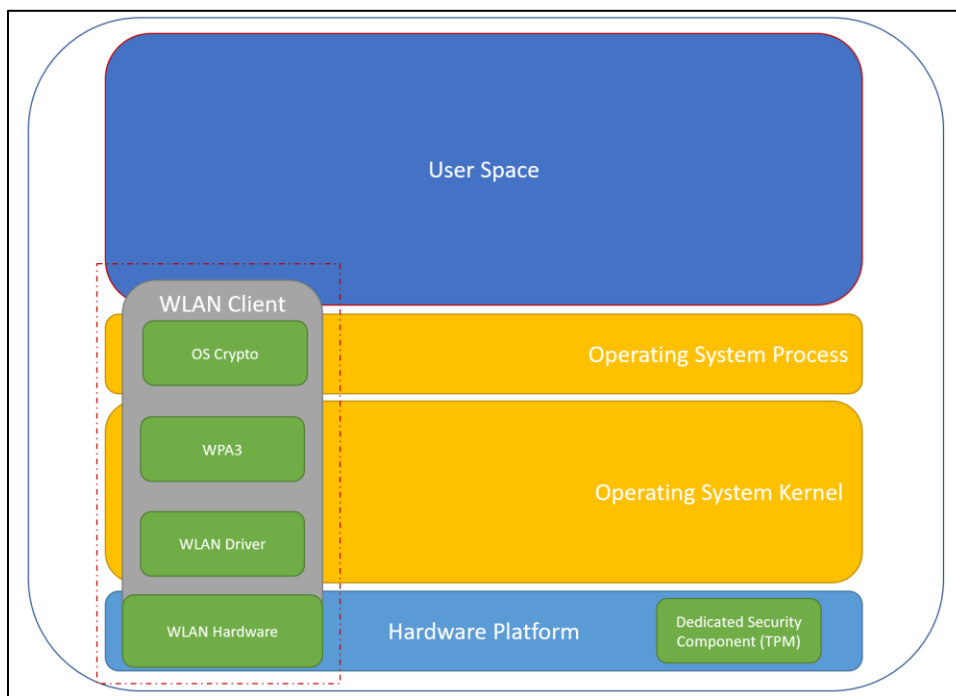 User Space
WLAN Client
OS Crypto
Operating System Process
WPA3
Operating System Kernel
WLAN Driver
WLAN Hardware
Hardware Platform
Dedicated Security
Component (TPM)